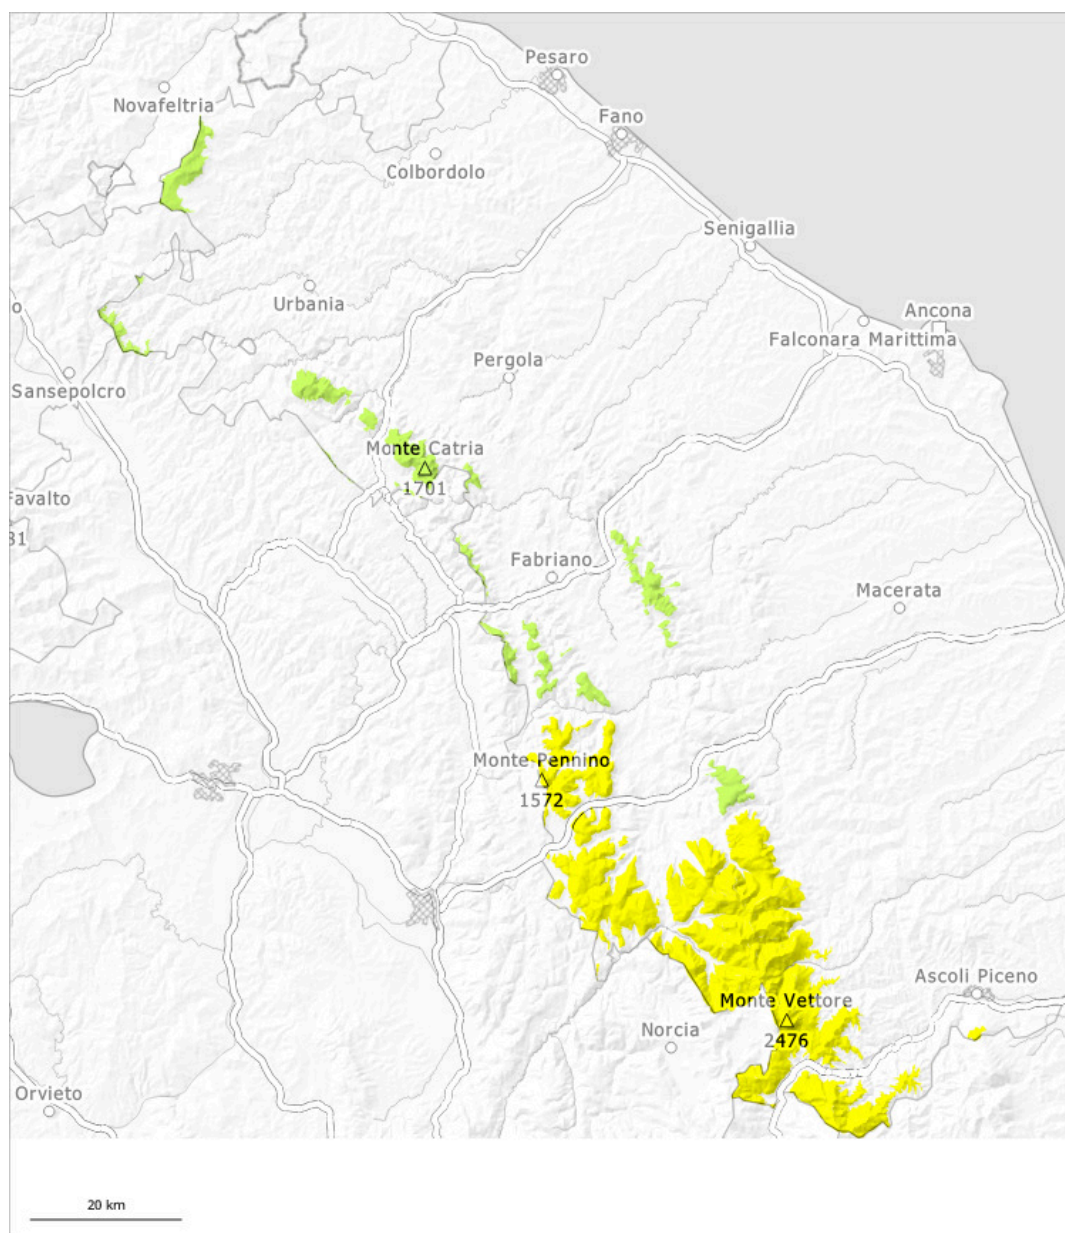 Pesaro
Novafeltria
Fano
Colbordolo
Senigallia
Urbania
Ancona
Falconara Marittima
o
Pergola
Sansepolcro
Monte Catria
1701
Favalto
31
Fabriano
Macerata
Monte Pennino
1572
Ascoli Piceno
Monte Vettore
Norcia
2476
Orvieto
20 km